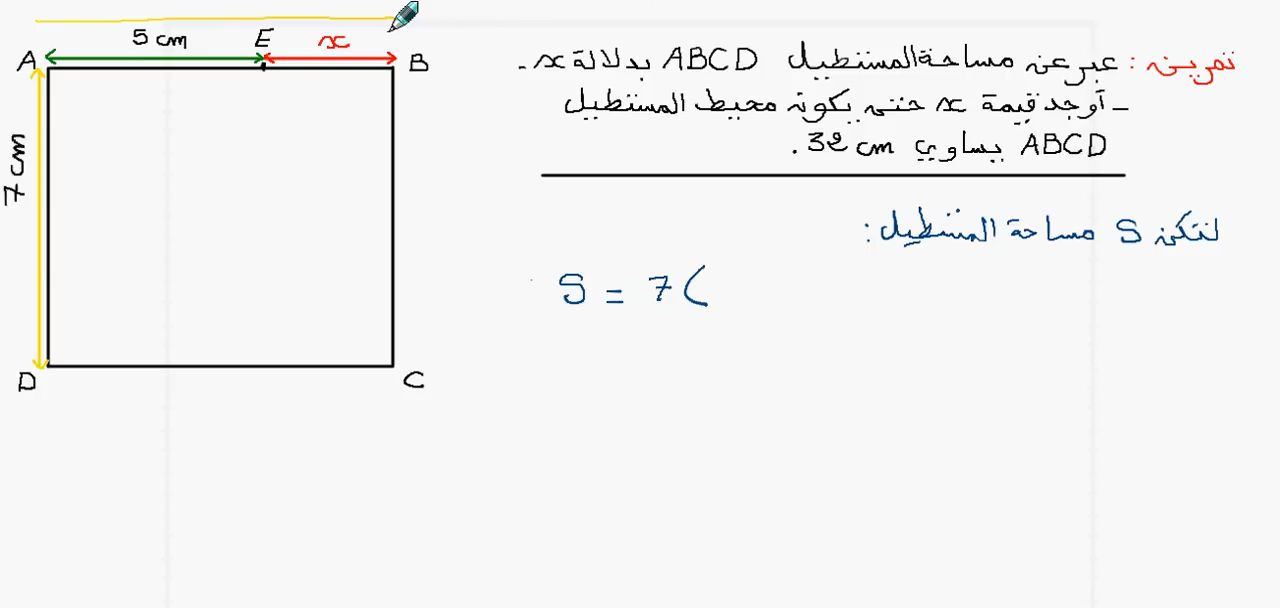 5 cm E x
A B
7 cm
D C
تمرين : عبر عن مساحة المستطيل ABCD بدلالة x .
- أوجد قيمة x حتى يكون محيط المستطيل
ABCD يساوي 32 cm .
لتكن S مساحة المستطيل :
S = 7 (